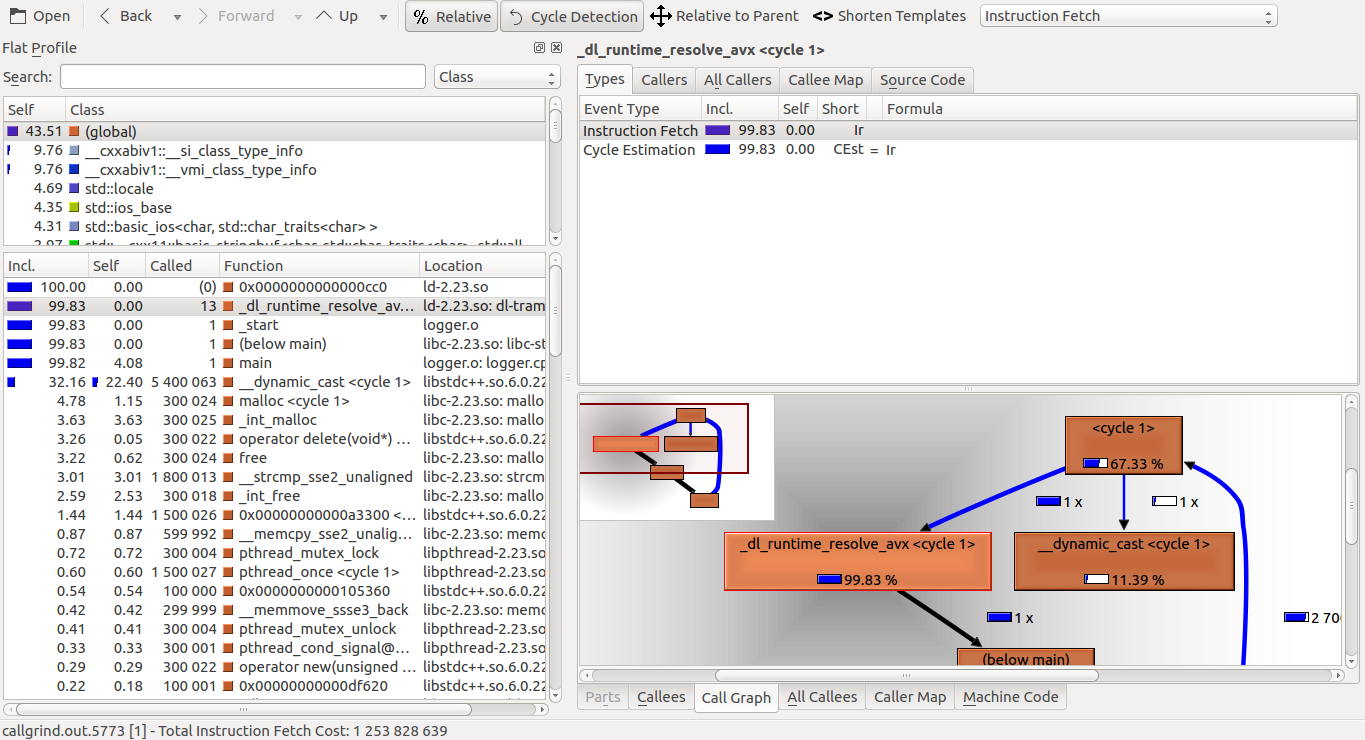 Open Back Forward Up % Relative Cycle Detection Relative to Parent <> Shorten Templates Instruction Fetch
Flat Profile
Search: Class
Self Class
43.51 (global)
9.76 __cxxabiv1::__si_class_type_info
9.76 __cxxabiv1::__vmi_class_type_info
4.69 std::locale
4.35 std::ios_base
4.31 std::basic_ios<char, std::char_traits<char> >
Incl. Self Called Function Location
100.00 0.00 (0) 0x0000000000000cc0 ld-2.23.so
99.83 0.00 13 _dl_runtime_resolve_av... ld-2.23.so: dl-tram
99.83 0.00 1 _start logger.o
99.83 0.00 1 (below main) libc-2.23.so: libc-st
99.82 4.08 1 main logger.o: logger.cp
32.16 22.40 5 400 063 __dynamic_cast <cycle 1> libstdc++.so.6.0.22
4.78 1.15 300 024 malloc <cycle 1> libc-2.23.so: mallo
3.63 3.63 300 025 _int_malloc libc-2.23.so: mallo
3.26 0.05 300 022 operator delete(void*) ... libstdc++.so.6.0.22
3.22 0.62 300 024 free libc-2.23.so: mallo
3.01 3.01 1 800 013 __strcmp_sse2_unaligned libc-2.23.so: strcm
2.59 2.53 300 018 _int_free libc-2.23.so: mallo
1.44 1.44 1 500 026 0x00000000000a3300 <... libstdc++.so.6.0.22
0.87 0.87 599 992 __memcpy_sse2_unalig... libc-2.23.so: memc
0.72 0.72 300 004 pthread_mutex_lock libpthread-2.23.so
0.60 0.60 1 500 027 pthread_once <cycle 1> libpthread-2.23.so
0.54 0.54 100 000 0x0000000000105360 libstdc++.so.6.0.22
0.42 0.42 299 999 __memmove_ssse3_back libc-2.23.so: memc
0.41 0.41 300 004 pthread_mutex_unlock libpthread-2.23.so
0.33 0.33 300 001 pthread_cond_signal@... libpthread-2.23.so
0.29 0.29 300 022 operator new(unsigned ... libstdc++.so.6.0.22
0.22 0.18 100 001 0x00000000000df620 libstdc++.so.6.0.22
_dl_runtime_resolve_avx <cycle 1>
Types Callers All Callers Callee Map Source Code
Event Type Incl. Self Short Formula
Instruction Fetch 99.83 0.00 Ir
Cycle Estimation 99.83 0.00 CEst = Ir
<cycle 1>
67.33 %
1 x 1 x
_dl_runtime_resolve_avx <cycle 1> __dynamic_cast <cycle 1>
99.83 % 11.39 %
1 x 2 70
(below main)
Parts Callees Call Graph All Callees Caller Map Machine Code
callgrind.out.5773 [1] - Total Instruction Fetch Cost: 1 253 828 639